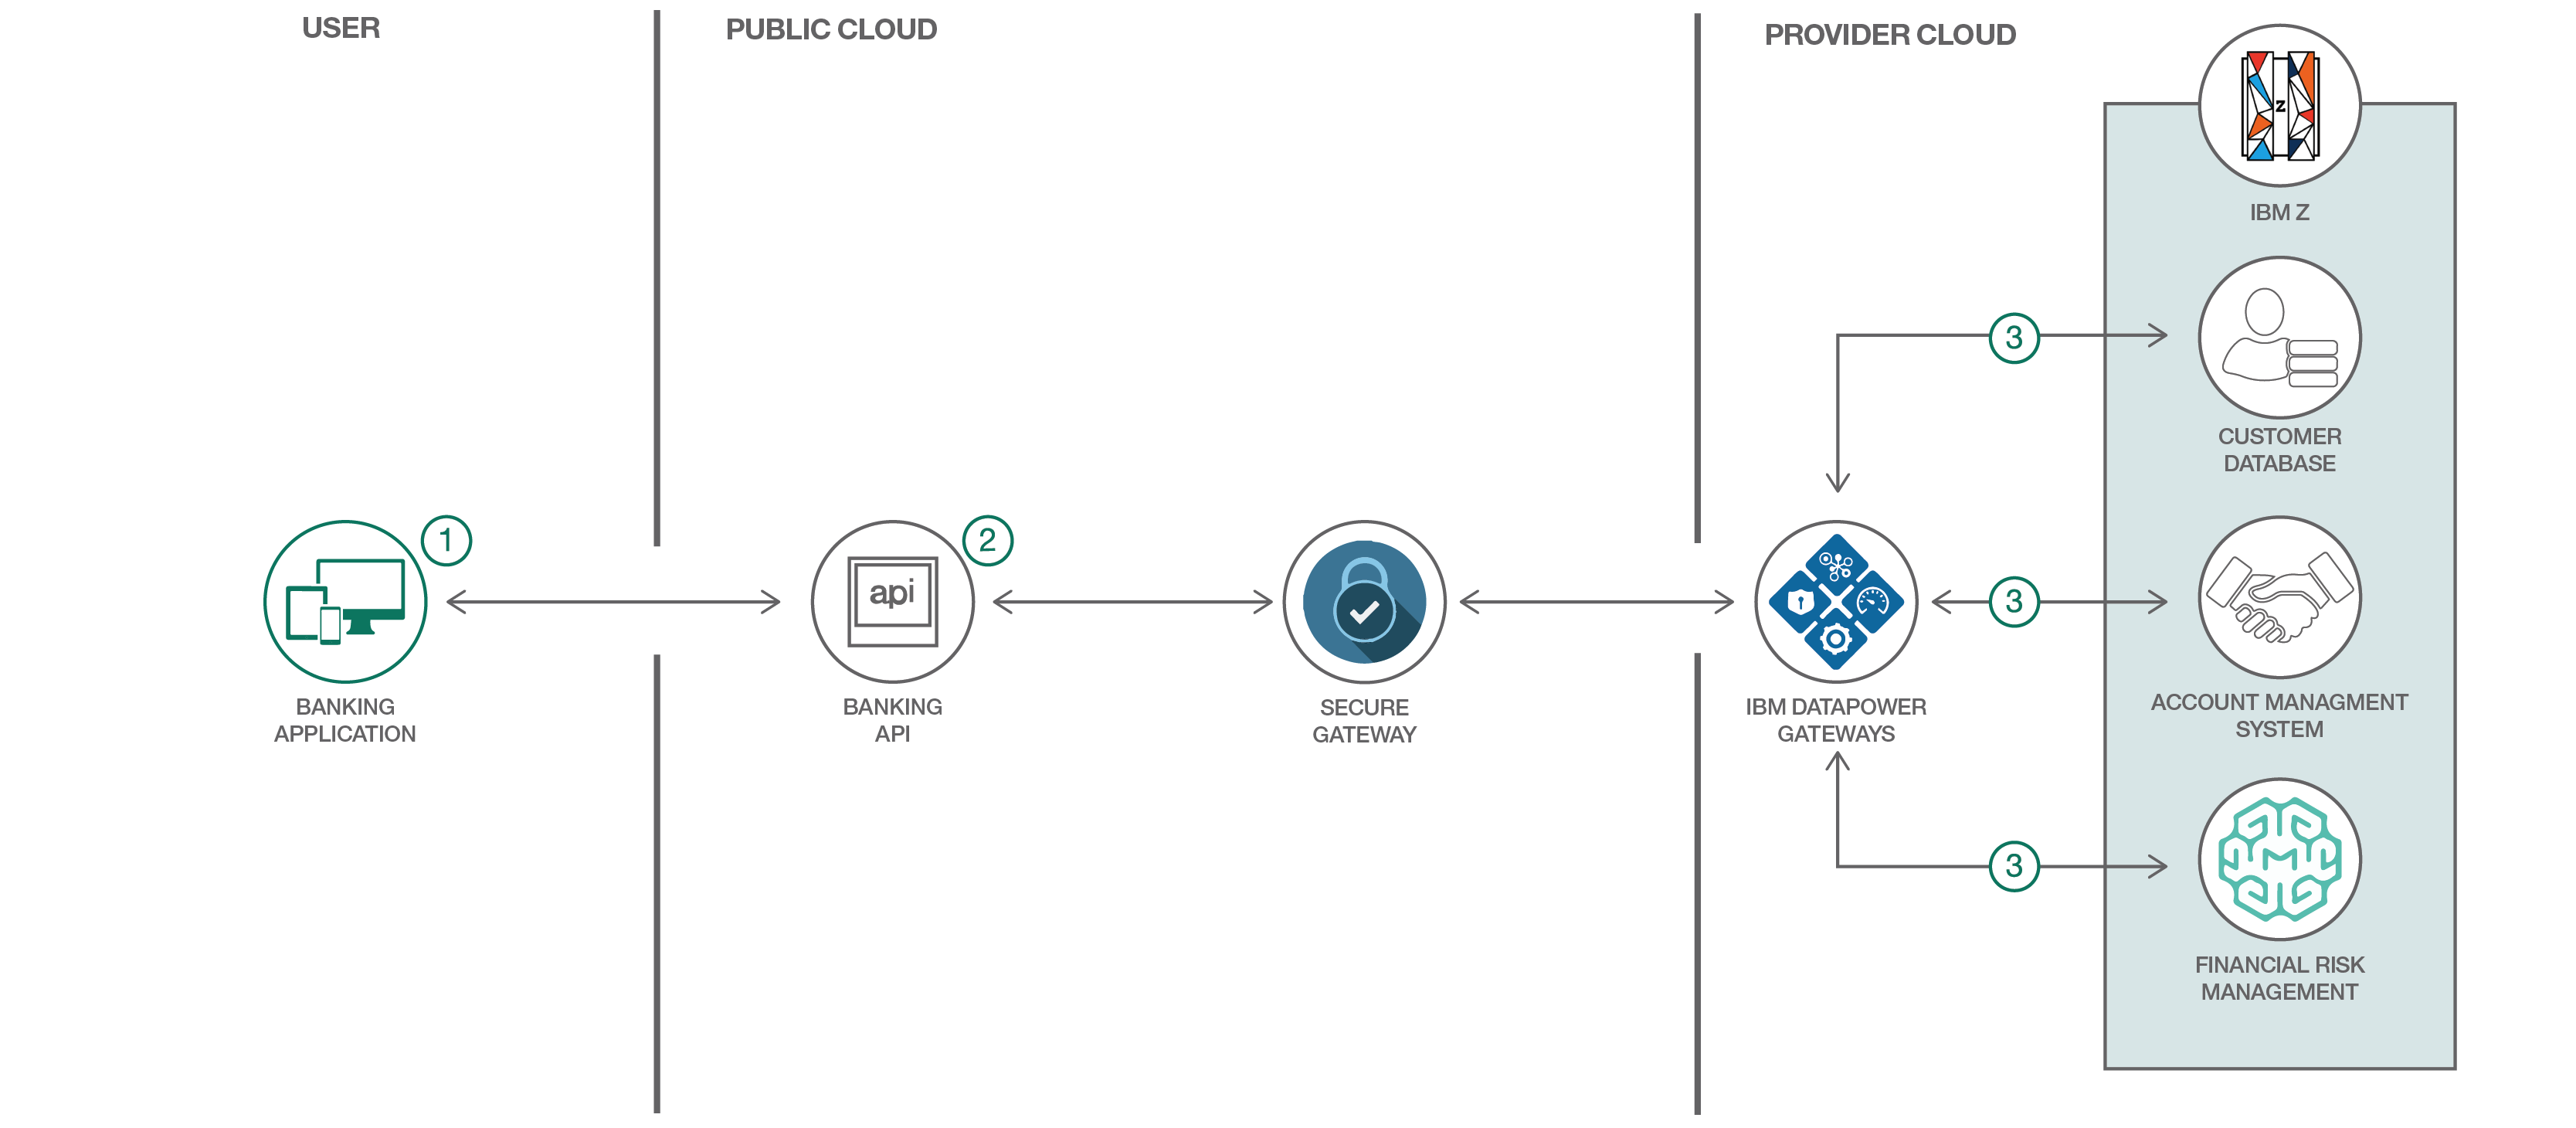 USER
PUBLIC CLOUD
PROVIDER CLOUD
Z
IBM Z
3
CUSTOMER
DATABASE
1
BANKING
APPLICATION
api
2
BANKING
API
SECURE
GATEWAY
IBM DATAPOWER
GATEWAYS
3
ACCOUNT MANAGMENT
SYSTEM
3
FINANCIAL RISK
MANAGEMENT